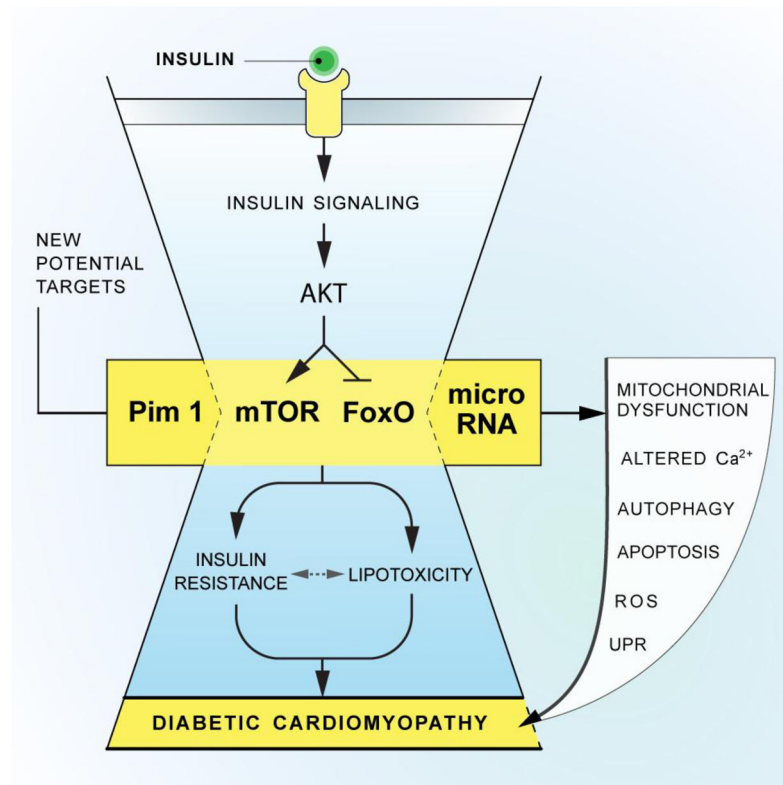 INSULIN
INSULIN SIGNALING
NEW
POTENTIAL
TARGETS
AKT
Pim 1
mTOR
FoxO
micro
RNA
MITOCHONDRIAL
DYSFUNCTION
ALTERED Ca²⁺
AUTOPHAGY
APOPTOSIS
ROS
UPR
INSULIN
RESISTANCE
LIPOTOXICITY
DIABETIC CARDIOMYOPATHY